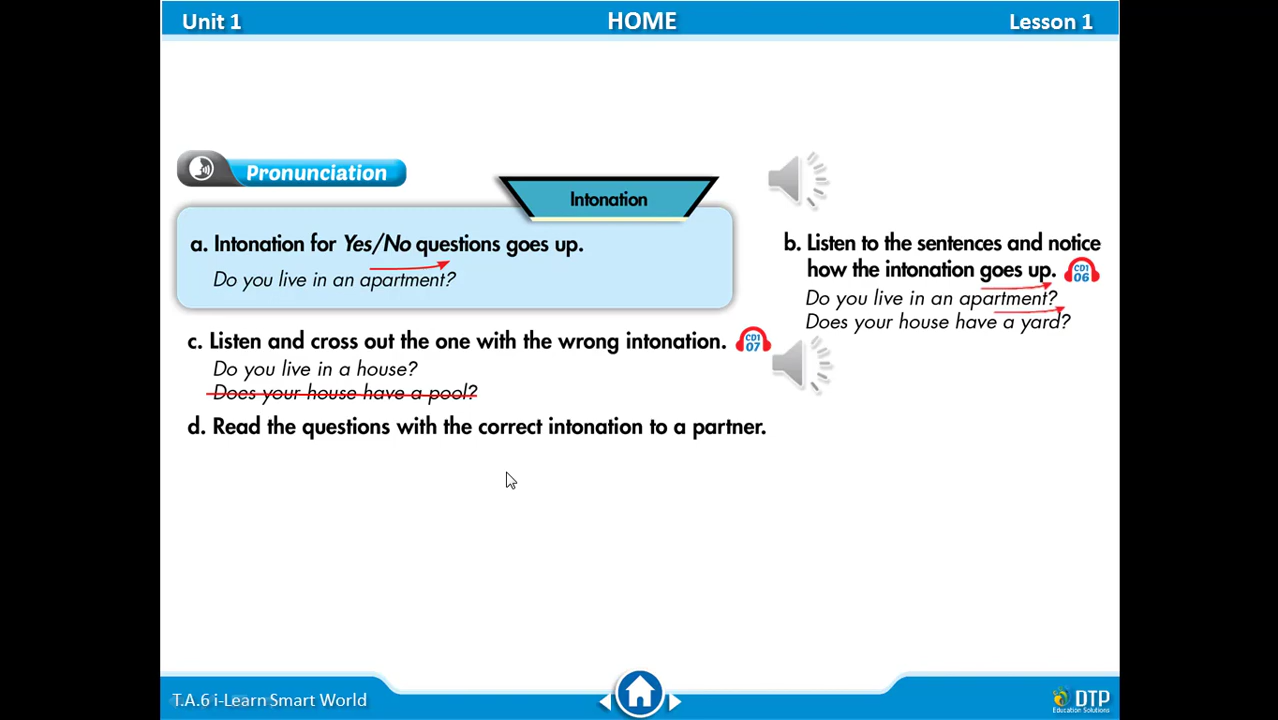 Unit 1
HOME
Lesson 1
Pronunciation
Intonation
a. Intonation for Yes/No questions goes up.
Do you live in an apartment?
b. Listen to the sentences and notice
how the intonation goes up.
CD1
06
Do you live in an apartment?
Does your house have a yard?
c. Listen and cross out the one with the wrong intonation.
CD1
07
Do you live in a house?
Does your house have a pool?
d. Read the questions with the correct intonation to a partner.
T.A.6 i-Learn Smart World
DTP
Education Solutions